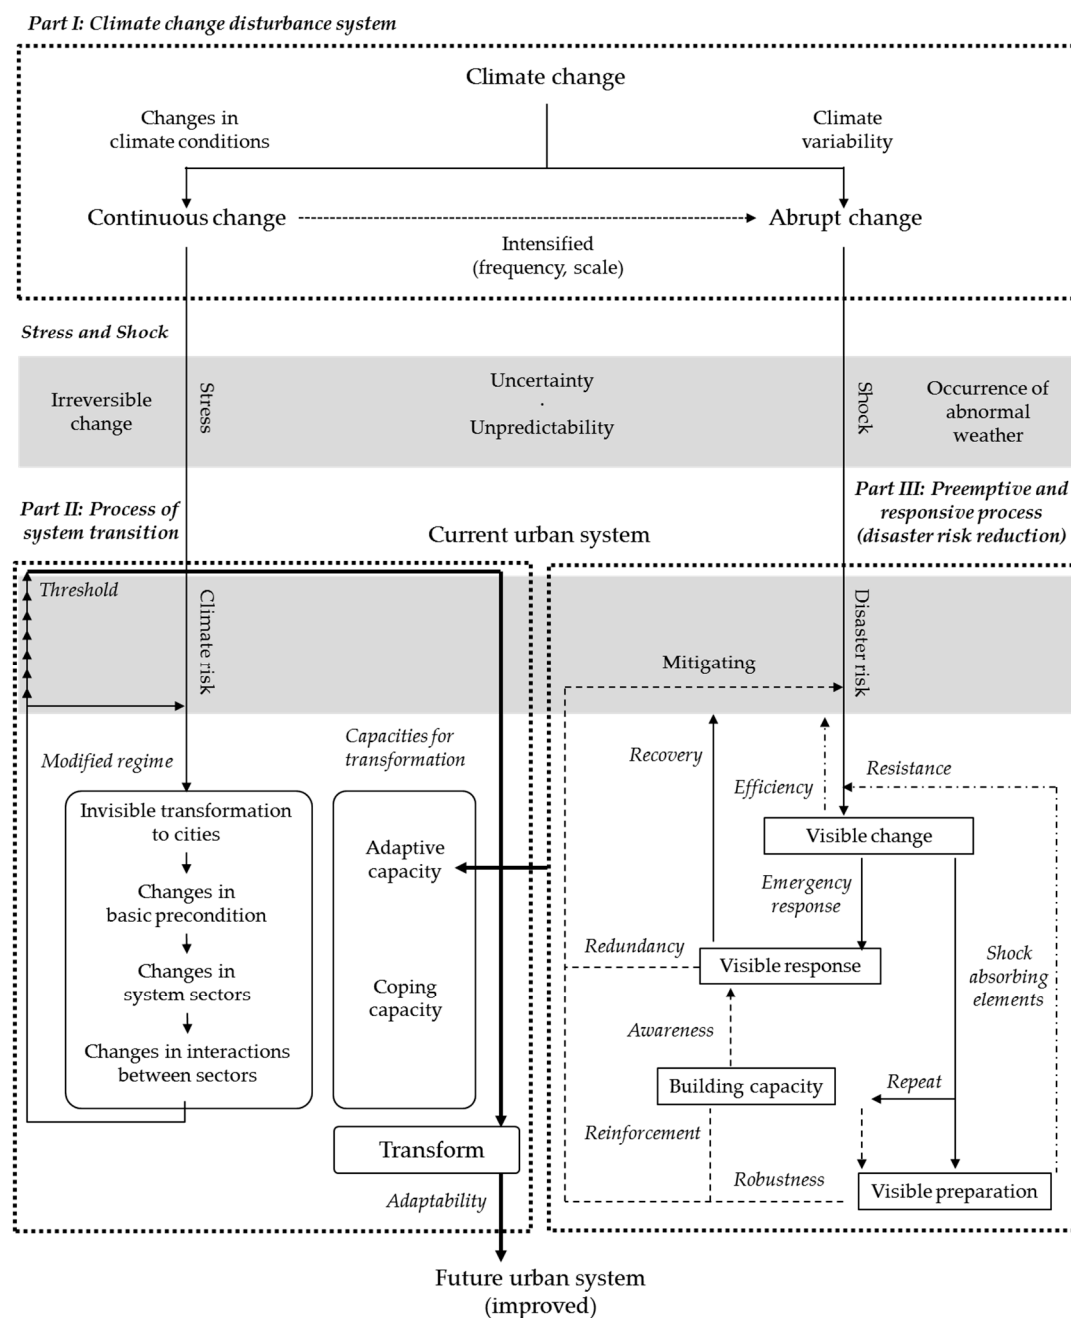 Part I: Climate change disturbance system
Climate change
Changes in
climate conditions
Climate
variability
Continuous change
Abrupt change
Intensified
(frequency, scale)
Stress and Shock
Irreversible
change
Stress
Uncertainty
·
Unpredictability
Shock
Occurrence of
abnormal
weather
Part II: Process of
system transition
Current urban system
Part III: Preemptive and
responsive process
(disaster risk reduction)
Threshold
Climate risk
Mitigating
Disaster risk
Modified regime
Capacities for
transformation
Recovery
Efficiency
Resistance
Invisible transformation
to cities
Changes in
basic precondition
Changes in
system sectors
Changes in interactions
between sectors
Adaptive
capacity
Coping
capacity
Visible change
Emergency
response
Redundancy
Visible response
Shock
absorbing
elements
Awareness
Building capacity
Repeat
Reinforcement
Robustness
Visible preparation
Transform
Adaptability
Future urban system
(improved)